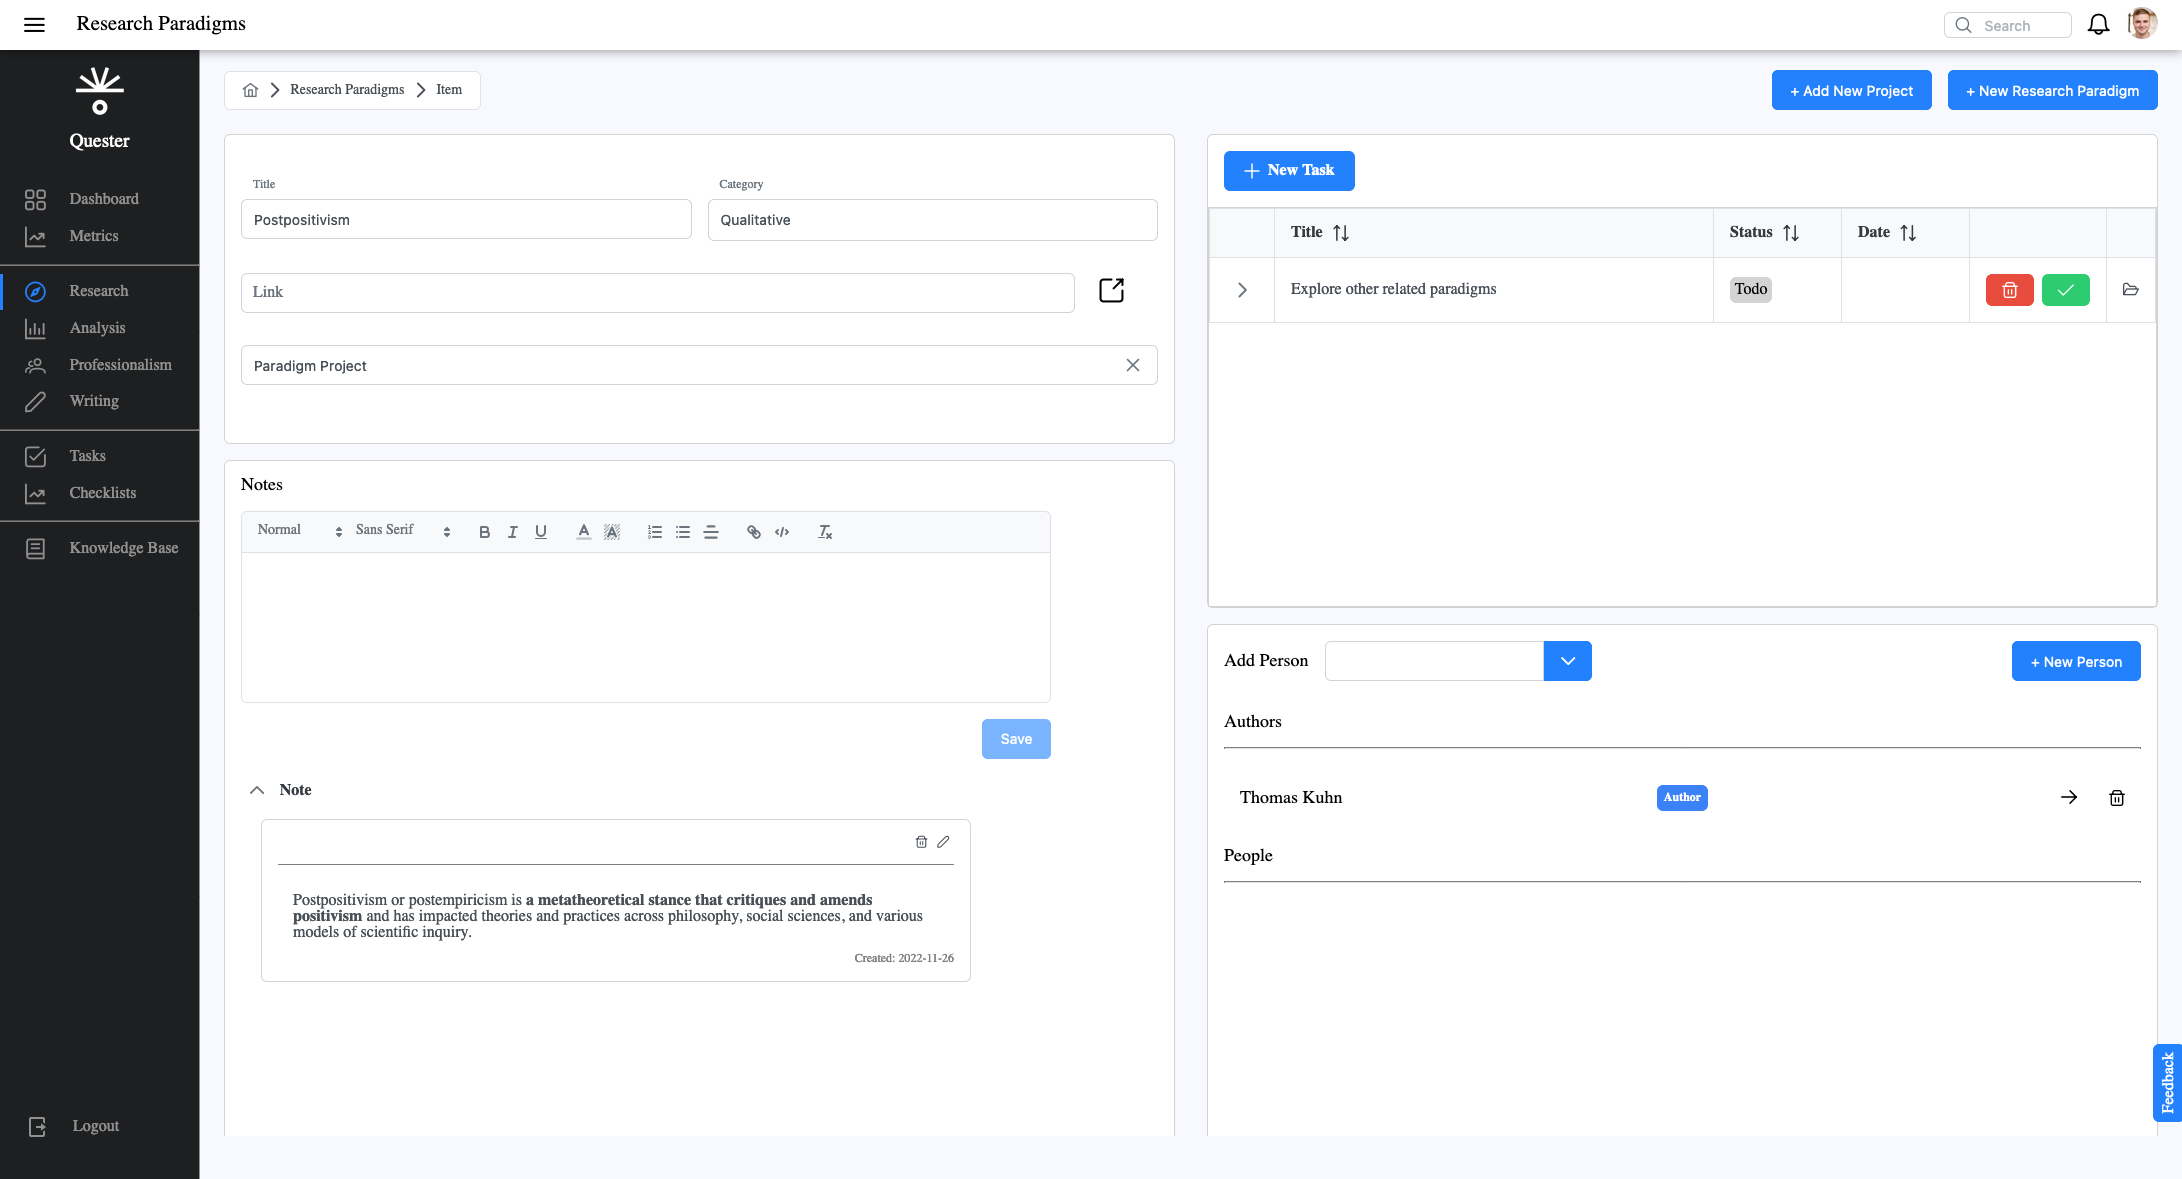 Research Paradigms
Search
Quester
Dashboard
Metrics
Research
Analysis
Professionalism
Writing
Tasks
Checklists
Knowledge Base
Logout
Research Paradigms
Item
+ Add New Project
+ New Research Paradigm
Title
Category
Postpositivism
Qualitative
Link
Paradigm Project
Notes
Normal
Sans Serif
Save
Note
Postpositivism or postempiricism is a metatheoretical stance that critiques and amends
positivism and has impacted theories and practices across philosophy, social sciences, and various
models of scientific inquiry.
Created: 2022-11-26
New Task
Title
Status
Date
Explore other related paradigms
Todo
Add Person
+ New Person
Authors
Thomas Kuhn
Author
People
Feedback